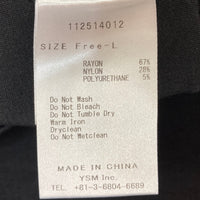 112514012
SIZE Free-L
RAYON 67%
NYLON 28%
POLYURETHANE 5%
Do Not Wash
Do Not Bleach
Do Not Tumble Dry
Warm Iron
Dryclean
Do Not Wetclean
MADE IN CHINA
YSM Inc.
TEL. +81-3-6804-6689